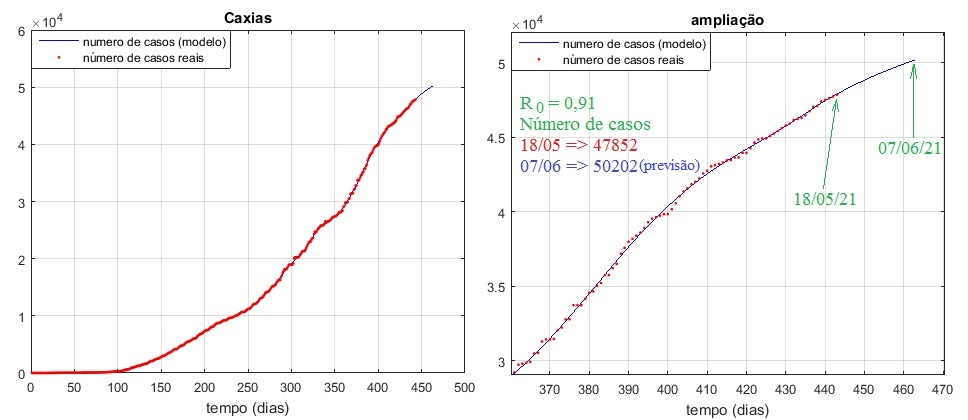 Caxias
×10⁴
numero de casos (modelo)
número de casos reais
6
5
4
3
2
1
0
0 50 100 150 200 250 300 350 400 450 500
tempo (dias)
ampliação
×10⁴
numero de casos (modelo)
número de casos reais
R₀ = 0,91
Número de casos
18/05 => 47852
07/06 => 50202(previsão)
07/06/21
18/05/21
5
4.5
4
3.5
3
370 380 390 400 410 420 430 440 450 460 470
tempo (dias)